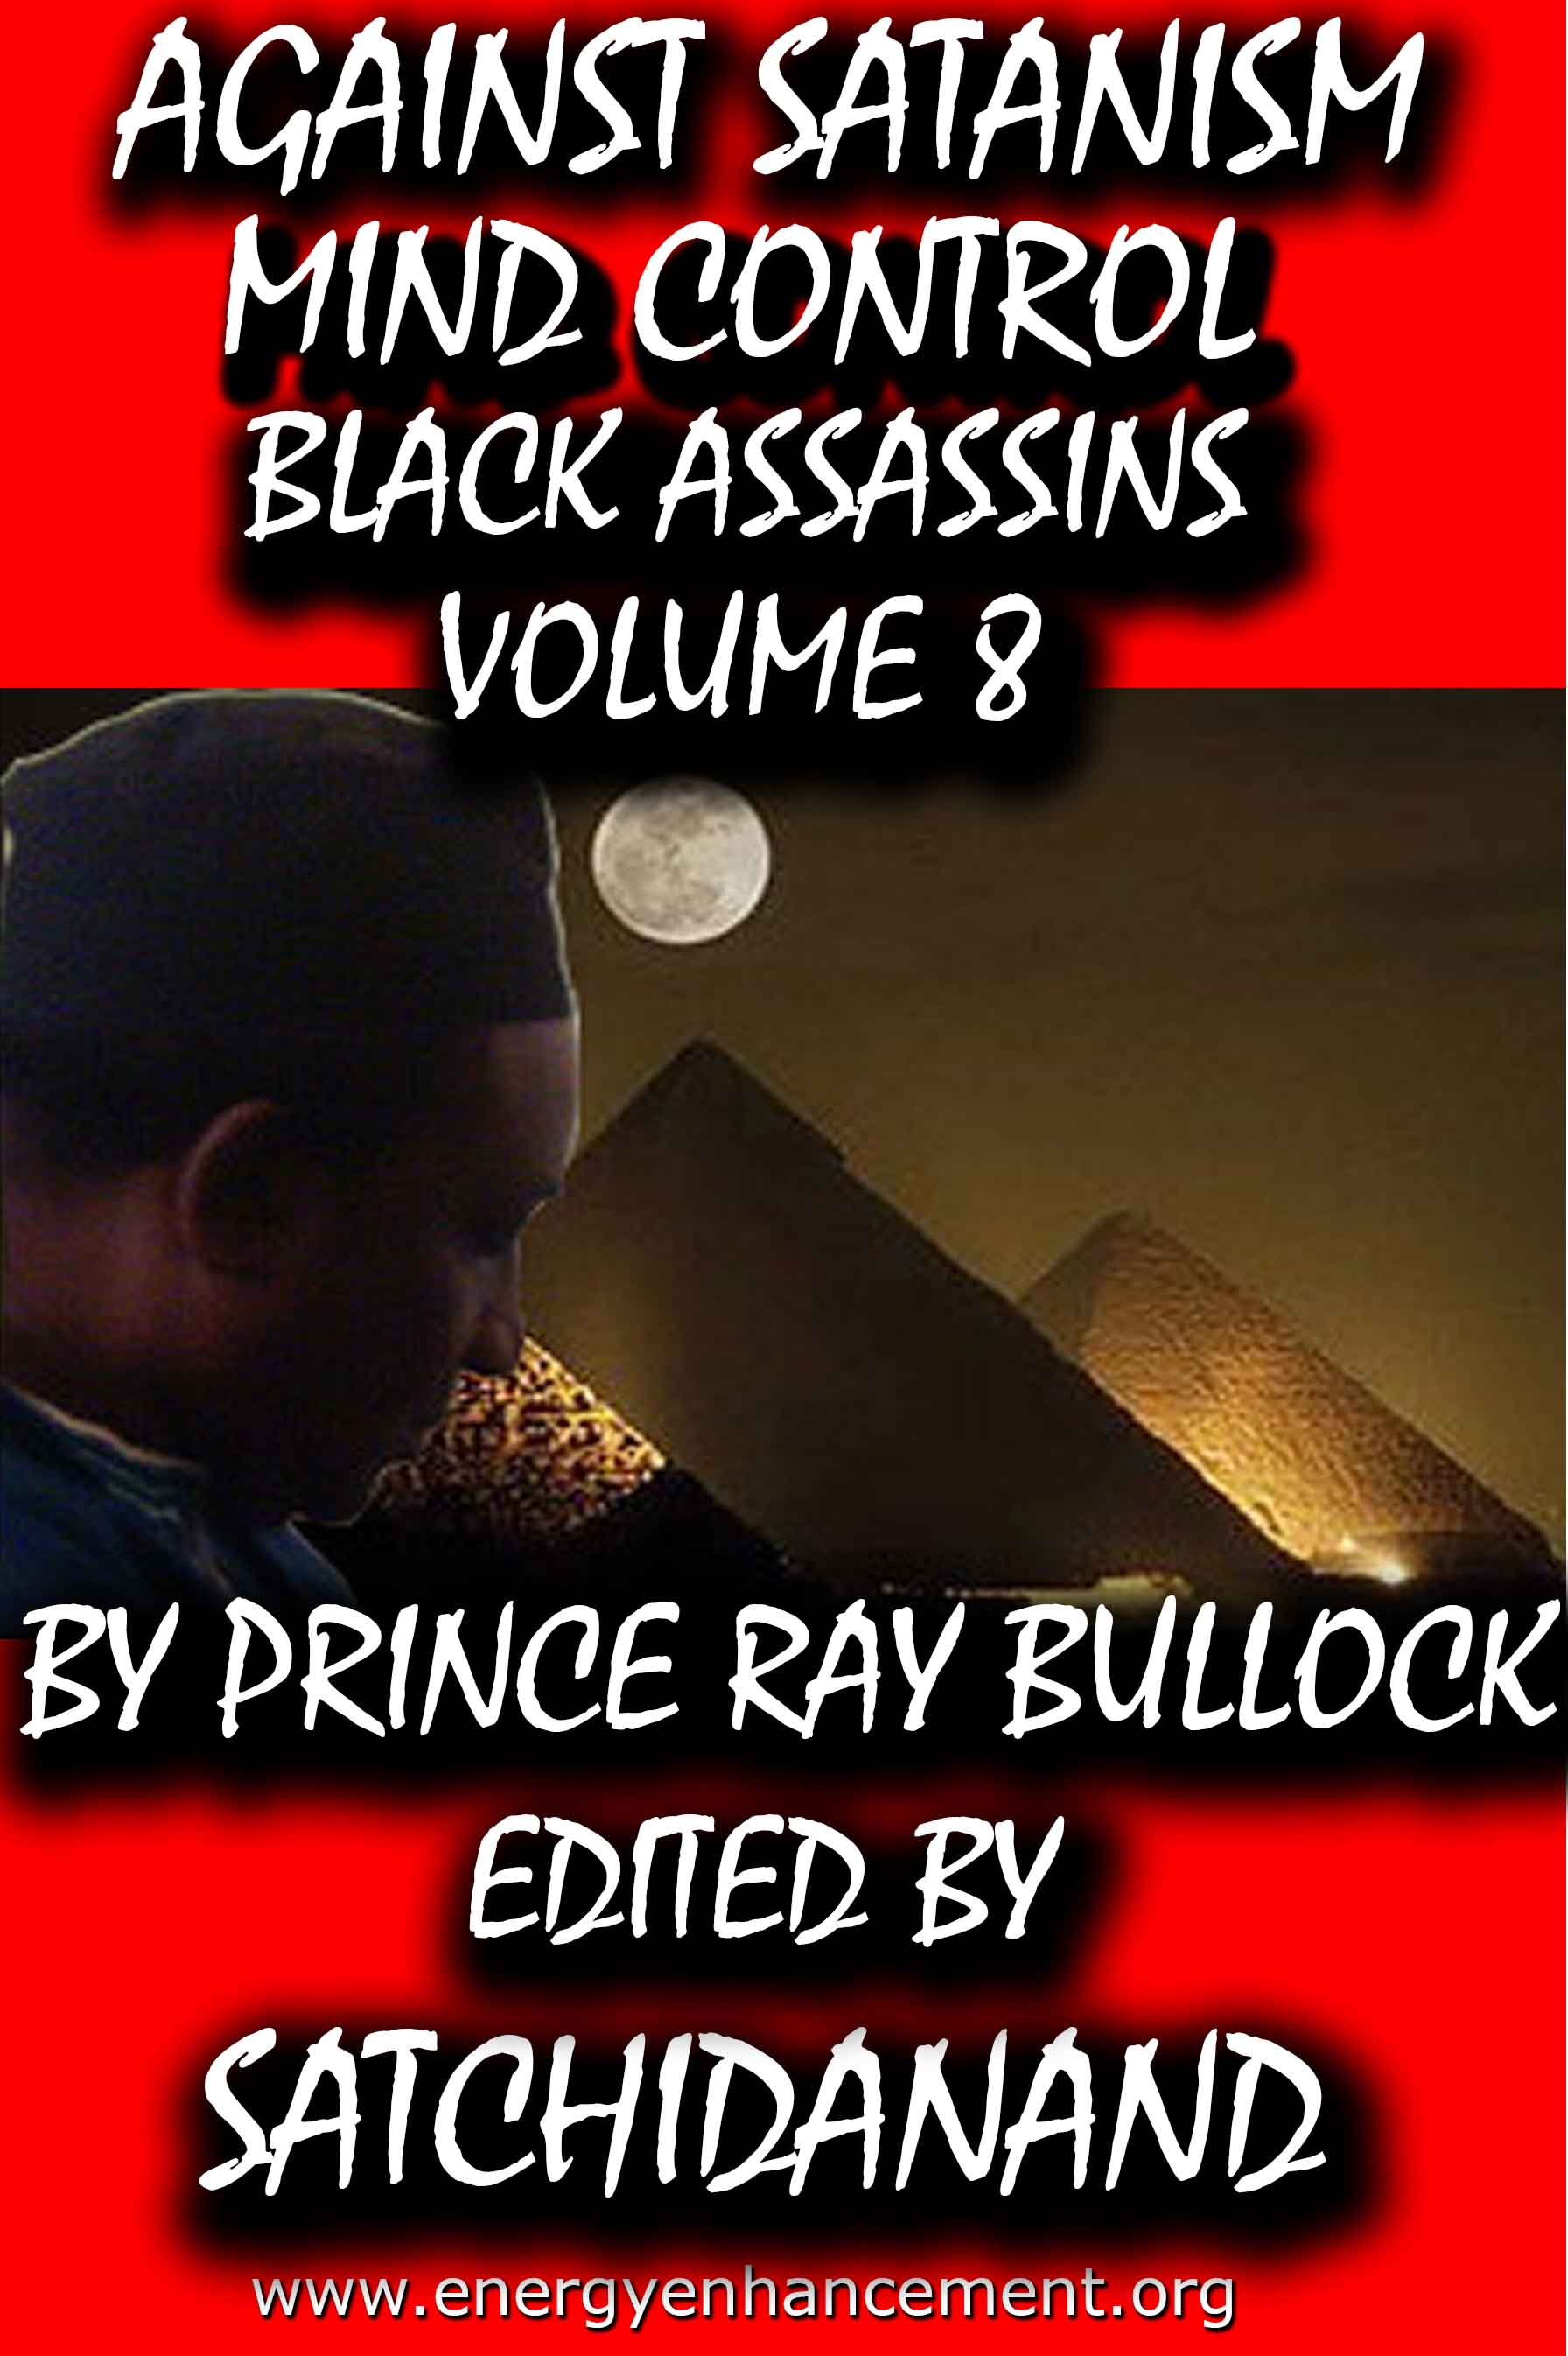 AGAINST SATANISM
MIND CONTROL
BLACK ASSASSINS
VOLUME 8
BY PRINCE RAY BULLOCK
EDITED BY
SATCHIDANAND
www.energyenhancement.org